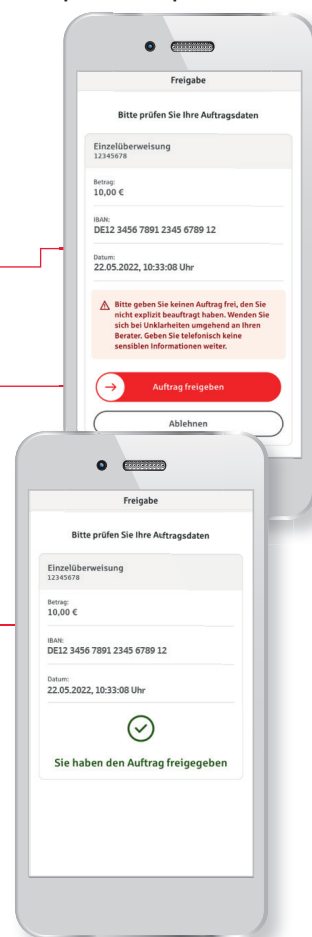 Freigabe
Bitte prüfen Sie Ihre Auftragsdaten
Einzelüberweisung
12345678
Betrag:
10,00 €
IBAN:
DE12 3456 7891 2345 6789 12
Datum:
22.05.2022, 10:33:08 Uhr
Bitte geben Sie keinen Auftrag frei, den Sie
nicht explizit beauftragt haben. Wenden Sie
sich bei Unklarheiten umgehend an Ihren
Berater. Geben Sie telefonisch keine
sensiblen Informationen weiter.
Auftrag freigeben
Ablehnen
Freigabe
Bitte prüfen Sie Ihre Auftragsdaten
Einzelüberweisung
12345678
Betrag:
10,00 €
IBAN:
DE12 3456 7891 2345 6789 12
Datum:
22.05.2022, 10:33:08 Uhr
Sie haben den Auftrag freigegeben